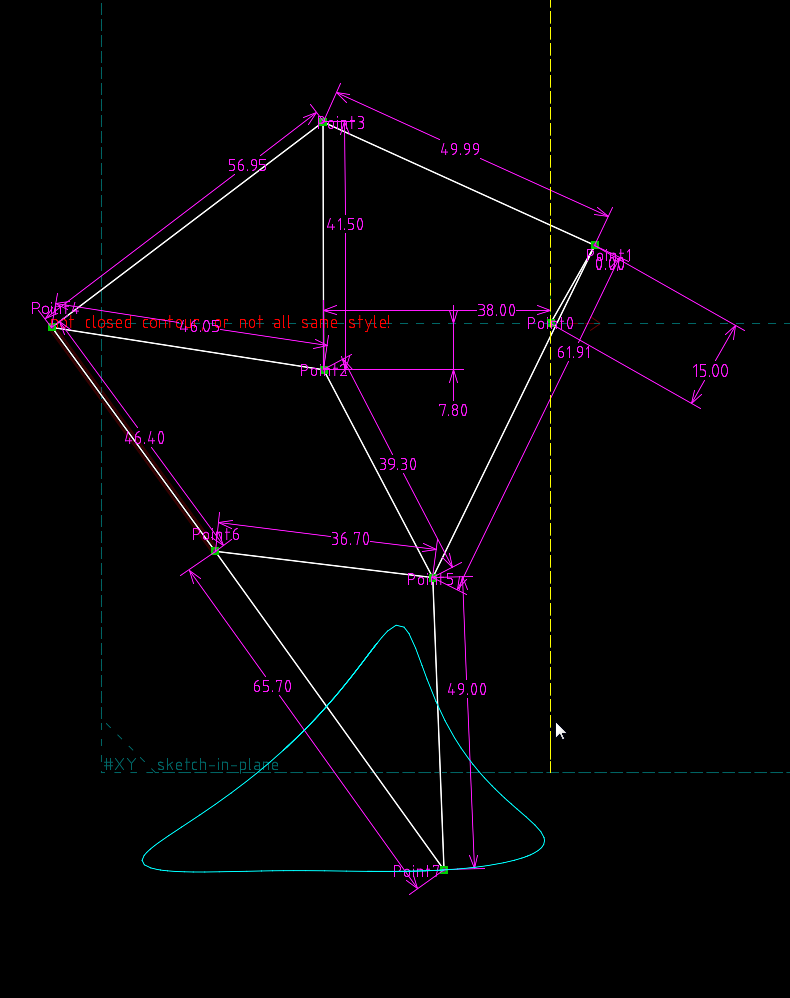 Point3
49.99
56.95
41.50
Point1
0.00
Point4
38.00
not closed contour or not all same style!
46.05
Point0
61.91
Point2
15.00
7.80
46.40
39.30
Point6
36.70
Point5
65.70
49.00
#XY
sketch-in-plane
Point7